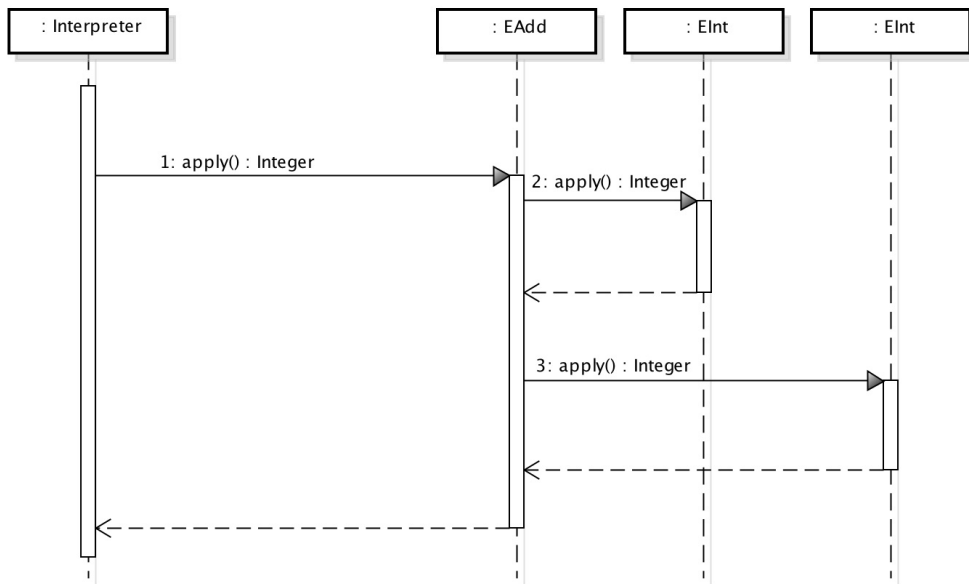 : Interpreter
: EAdd
: EInt
: EInt
1: apply() : Integer
2: apply() : Integer
3: apply() : Integer